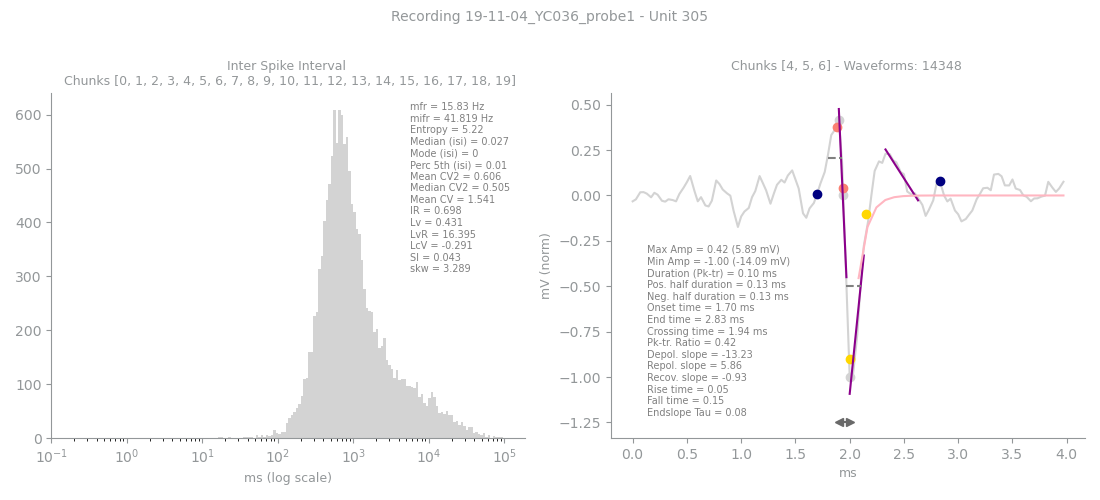 Recording 19-11-04_YC036_probe1 - Unit 305
Inter Spike Interval
Chunks [0, 1, 2, 3, 4, 5, 6, 7, 8, 9, 10, 11, 12, 13, 14, 15, 16, 17, 18, 19]
600
500
400
300
200
100
0
mfr = 15.83 Hz
mifr = 41.819 Hz
Entropy = 5.22
Median (isi) = 0.027
Mode (isi) = 0
Perc 5th (isi) = 0.01
Mean CV2 = 0.606
Median CV2 = 0.505
Mean CV = 1.541
IR = 0.698
Lv = 0.431
LvR = 16.395
LcV = -0.291
SI = 0.043
skw = 3.289
10⁻¹ 10⁰ 10¹ 10² 10³ 10⁴ 10⁵
ms (log scale)
Chunks [4, 5, 6] - Waveforms: 14348
mV (norm)
0.50
0.25
0.00
−0.25
−0.50
−0.75
−1.00
−1.25
Max Amp = 0.42 (5.89 mV)
Min Amp = -1.00 (-14.09 mV)
Duration (Pk-tr) = 0.10 ms
Pos. half duration = 0.13 ms
Neg. half duration = 0.13 ms
Onset time = 1.70 ms
End time = 2.83 ms
Crossing time = 1.94 ms
Pk-tr. Ratio = 0.42
Depol. slope = -13.23
Repol. slope = 5.86
Recov. slope = -0.93
Rise time = 0.05
Fall time = 0.15
Endslope Tau = 0.08
0.0 0.5 1.0 1.5 2.0 2.5 3.0 3.5 4.0
ms